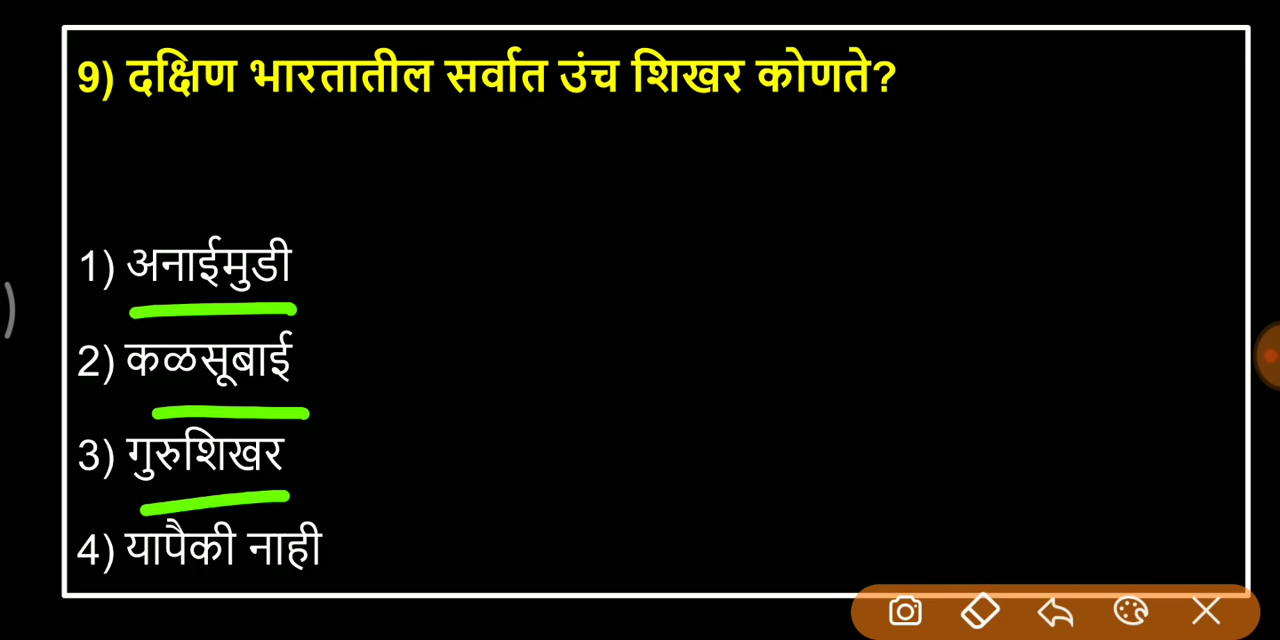 9) दक्षिण भारतातील सर्वात उंच शिखर कोणते?
1) अनाईमुडी
2) कळसूबाई
3) गुरुशिखर
4) यापैकी नाही